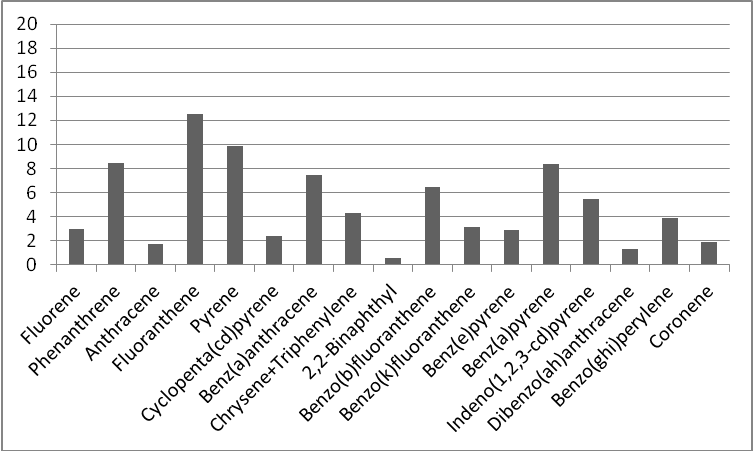 20
18
16
14
12
10
8
6
4
2
0
Fluorene
Phenanthrene
Anthracene
Fluoranthene
Pyrene
Cyclopenta(cd)pyrene
Benz(a)anthracene
Chrysene+Triphenylene
2,2-Binaphthyl
Benzo(b)fluoranthene
Benzo(k)fluoranthene
Benz(e)pyrene
Benz(a)pyrene
Indeno(1,2,3-cd)pyrene
Dibenzo(ah)anthracene
Benzo(ghi)perylene
Coronene